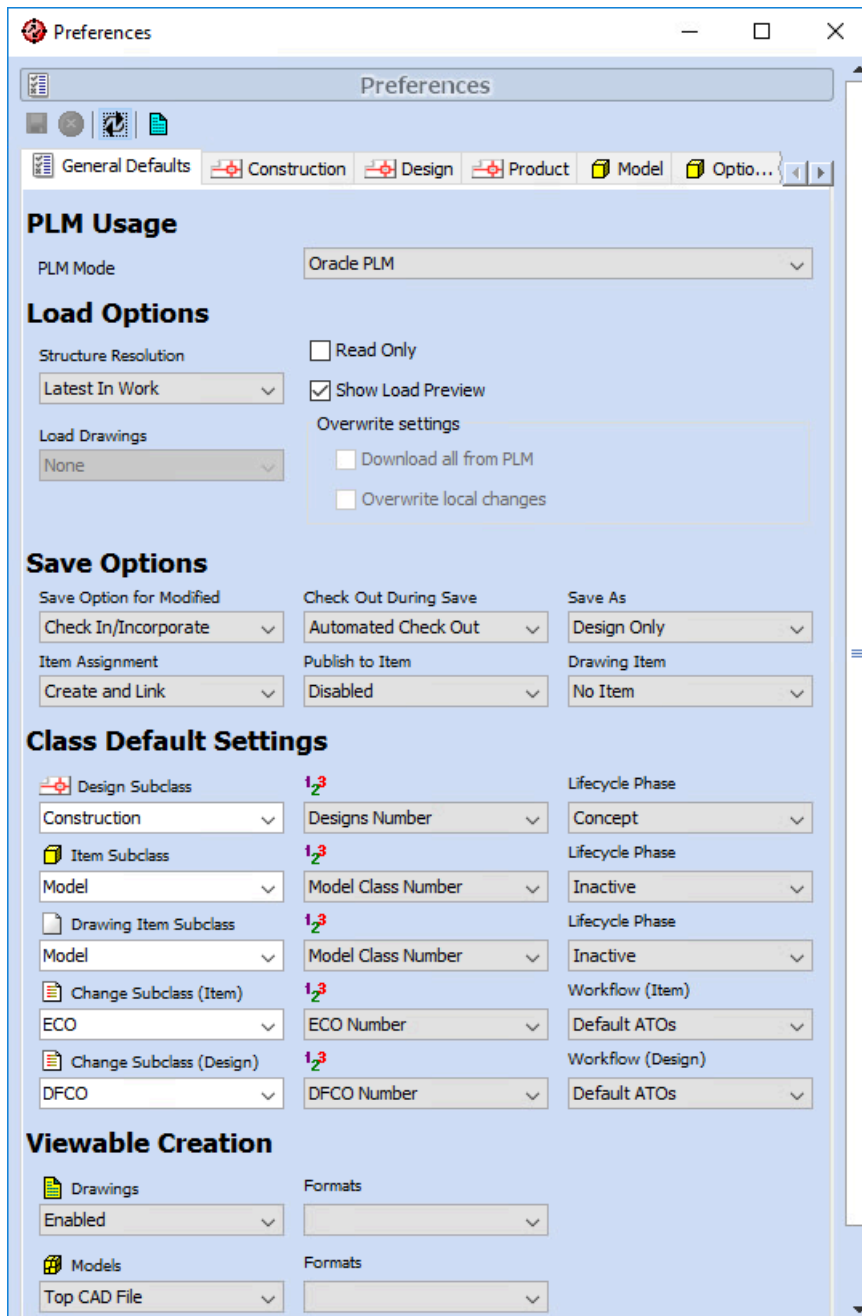 Preferences
Preferences
General Defaults Construction Design Product Model Optio...
PLM Usage
PLM Mode Oracle PLM
Load Options
Structure Resolution Read Only
Latest In Work Show Load Preview
Overwrite settings
Load Drawings Download all from PLM
None Overwrite local changes
Save Options
Save Option for Modified Check Out During Save Save As
Check In/Incorporate Automated Check Out Design Only
Item Assignment Publish to Item Drawing Item
Create and Link Disabled No Item
Class Default Settings
Design Subclass 123 Lifecycle Phase
Construction Designs Number Concept
Item Subclass 123 Lifecycle Phase
Model Model Class Number Inactive
Drawing Item Subclass 123 Lifecycle Phase
Model Model Class Number Inactive
Change Subclass (Item) 123 Workflow (Item)
ECO ECO Number Default ATOs
Change Subclass (Design) 123 Workflow (Design)
DFCO DFCO Number Default ATOs
Viewable Creation
Drawings Formats
Enabled
Models Formats
Top CAD File